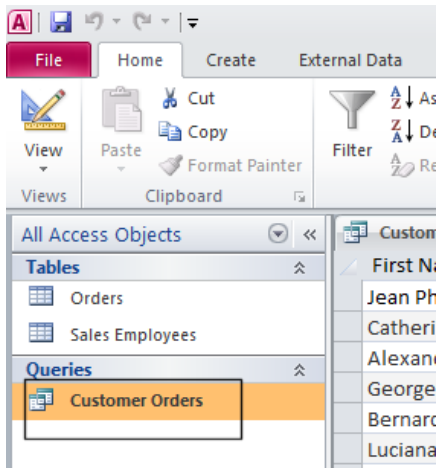 A
File Home Create External Data
View
Paste
Cut
Copy
Format Painter
Filter
A Z
Z A
A Z
Views Clipboard
All Access Objects «
Tables
Orders
Sales Employees
Queries
Customer Orders
Custom
First Na
Jean Ph
Catheri
Alexand
George
Bernard
Luciana